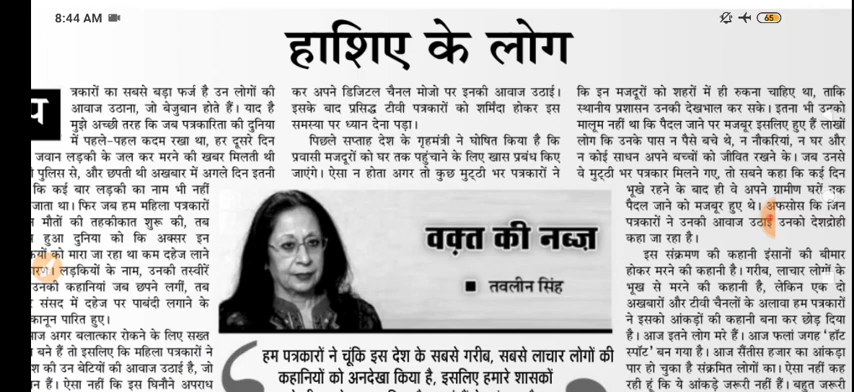 8:44 AM
65
हाशिए के लोग
प
त्रकारों का सबसे बड़ा फर्ज है उन लोगों की
आवाज उठाना, जो बेजुबान होते हैं। याद है
मुझे अच्छी तरह कि जब पत्रकारिता की दुनिया
में पहले-पहल कदम रखा था, हर दूसरे दिन
जवान लड़की के जल कर मरने की खबर मिलती थी
पुलिस से, और छपती थी अखबार में अगले दिन इतनी
कि कई बार लड़की का नाम भी नहीं
जाता था। फिर जब हम महिला पत्रकारों
मौतों की तहकीकात शुरू की, तब
हुआ दुनिया को कि अक्सर इन
को मारा जा रहा था कम दहेज लाने
लड़कियों के नाम, उनकी तस्वीरें
उनकी कहानियां जब छपने लगीं, तब
संसद में दहेज पर पाबंदी लगाने के
कानून पारित हुए।
अगर बलात्कार रोकने के लिए सख्त
बने हैं तो इसलिए कि महिला पत्रकारों ने
की उन बेटियों की आवाज उठाई है, जो
हैं। ऐसा नहीं कि इस घिनौने अपराध
कर अपने डिजिटल चैनल मोजो पर इनकी आवाज उठाई।
इसके बाद प्रसिद्ध टीवी पत्रकारों को शर्मिंदा होकर इस
समस्या पर ध्यान देना पड़ा।
पिछले सप्ताह देश के गृहमंत्री ने घोषित किया है कि
प्रवासी मजदूरों को घर तक पहुंचाने के लिए खास प्रबंध किए
जाएंगे। ऐसा न होता अगर तो कुछ मुट्ठी भर पत्रकारों ने
वक़्त की नब्ज़
तवलीन सिंह
हम पत्रकारों ने चूंकि इस देश के सबसे गरीब, सबसे लाचार लोगों की
कहानियों को अनदेखा किया है, इसलिए हमारे शासकों
कि इन मजदूरों को शहरों में ही रुकना चाहिए था, ताकि
स्थानीय प्रशासन उनकी देखभाल कर सके। इतना भी उनको
मालूम नहीं था कि पैदल जाने पर मजबूर इसलिए हुए हैं लाखों
लोग कि उनके पास न पैसे बचे थे, न नौकरियां, न घर और
न कोई साधन अपने बच्चों को जीवित रखने के। जब उनसे
वे मुट्ठी भर पत्रकार मिलने गए, तो सबने कहा कि कई दिन
भूखे रहने के बाद ही वे अपने ग्रामीण घरों तक
पैदल जाने को मजबूर हुए थे। अफसोस कि जिन
पत्रकारों ने उनकी आवाज उठाई उनको देशद्रोही
कहा जा रहा है।
इस संक्रमण की कहानी इंसानों की बीमार
होकर मरने की कहानी है। गरीब, लाचार लोगों के
भूख से मरने की कहानी है, लेकिन एक दो
अखबारों और टीवी चैनलों के अलावा हम पत्रकारों
ने इसको आंकड़ों की कहानी बना कर छोड़ दिया
है। आज इतने लोग मरे हैं। आज फलां जगह 'हॉट
स्पॉट' बन गया है। आज सैंतीस हजार का आंकड़ा
पार हो चुका है संक्रमित लोगों का। ऐसा नहीं कह
रही हूं कि ये आंकड़े जरूरी नहीं हैं। बहुत जरूरी